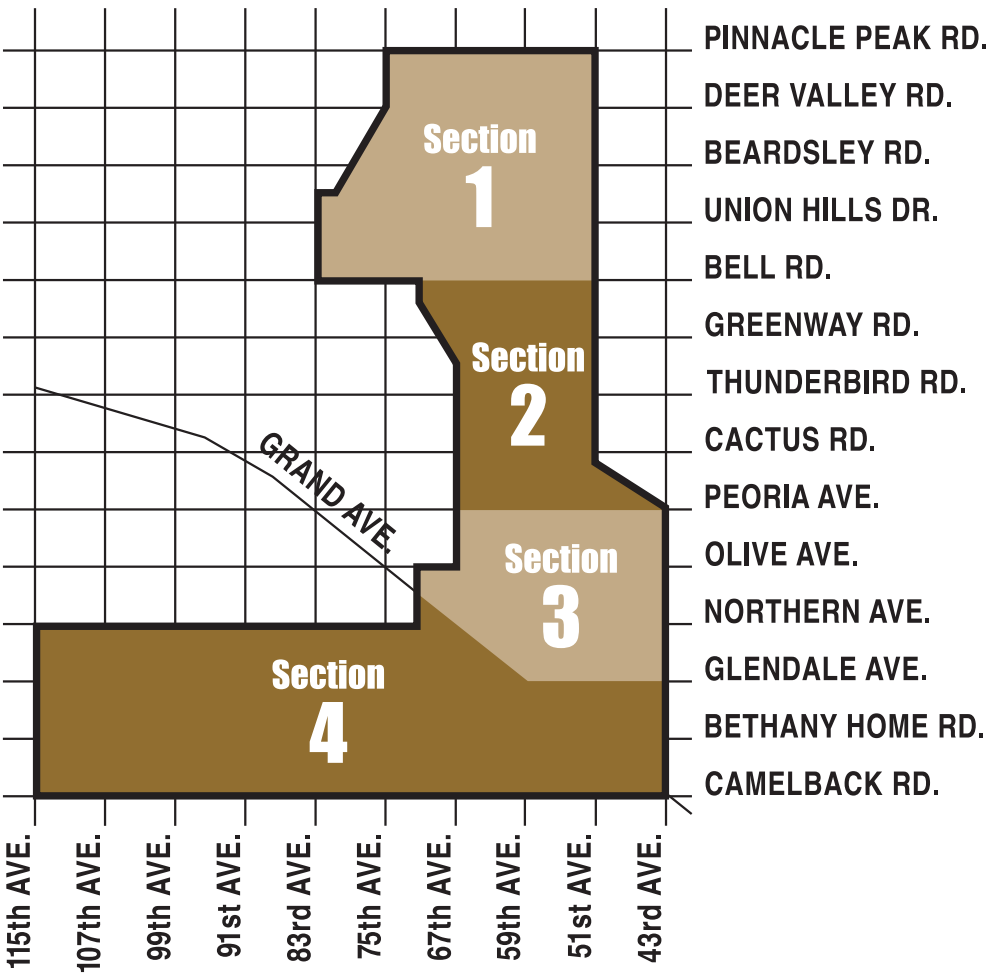 PINNACLE PEAK RD.
DEER VALLEY RD.
BEARDSLEY RD.
UNION HILLS DR.
BELL RD.
GREENWAY RD.
THUNDERBIRD RD.
CACTUS RD.
PEORIA AVE.
OLIVE AVE.
NORTHERN AVE.
GLENDALE AVE.
BETHANY HOME RD.
CAMELBACK RD.
Section
1
Section
2
GRAND AVE.
Section
3
Section
4
115th AVE.
107th AVE.
99th AVE.
91st AVE.
83rd AVE.
75th AVE.
67th AVE.
59th AVE.
51st AVE.
43rd AVE.